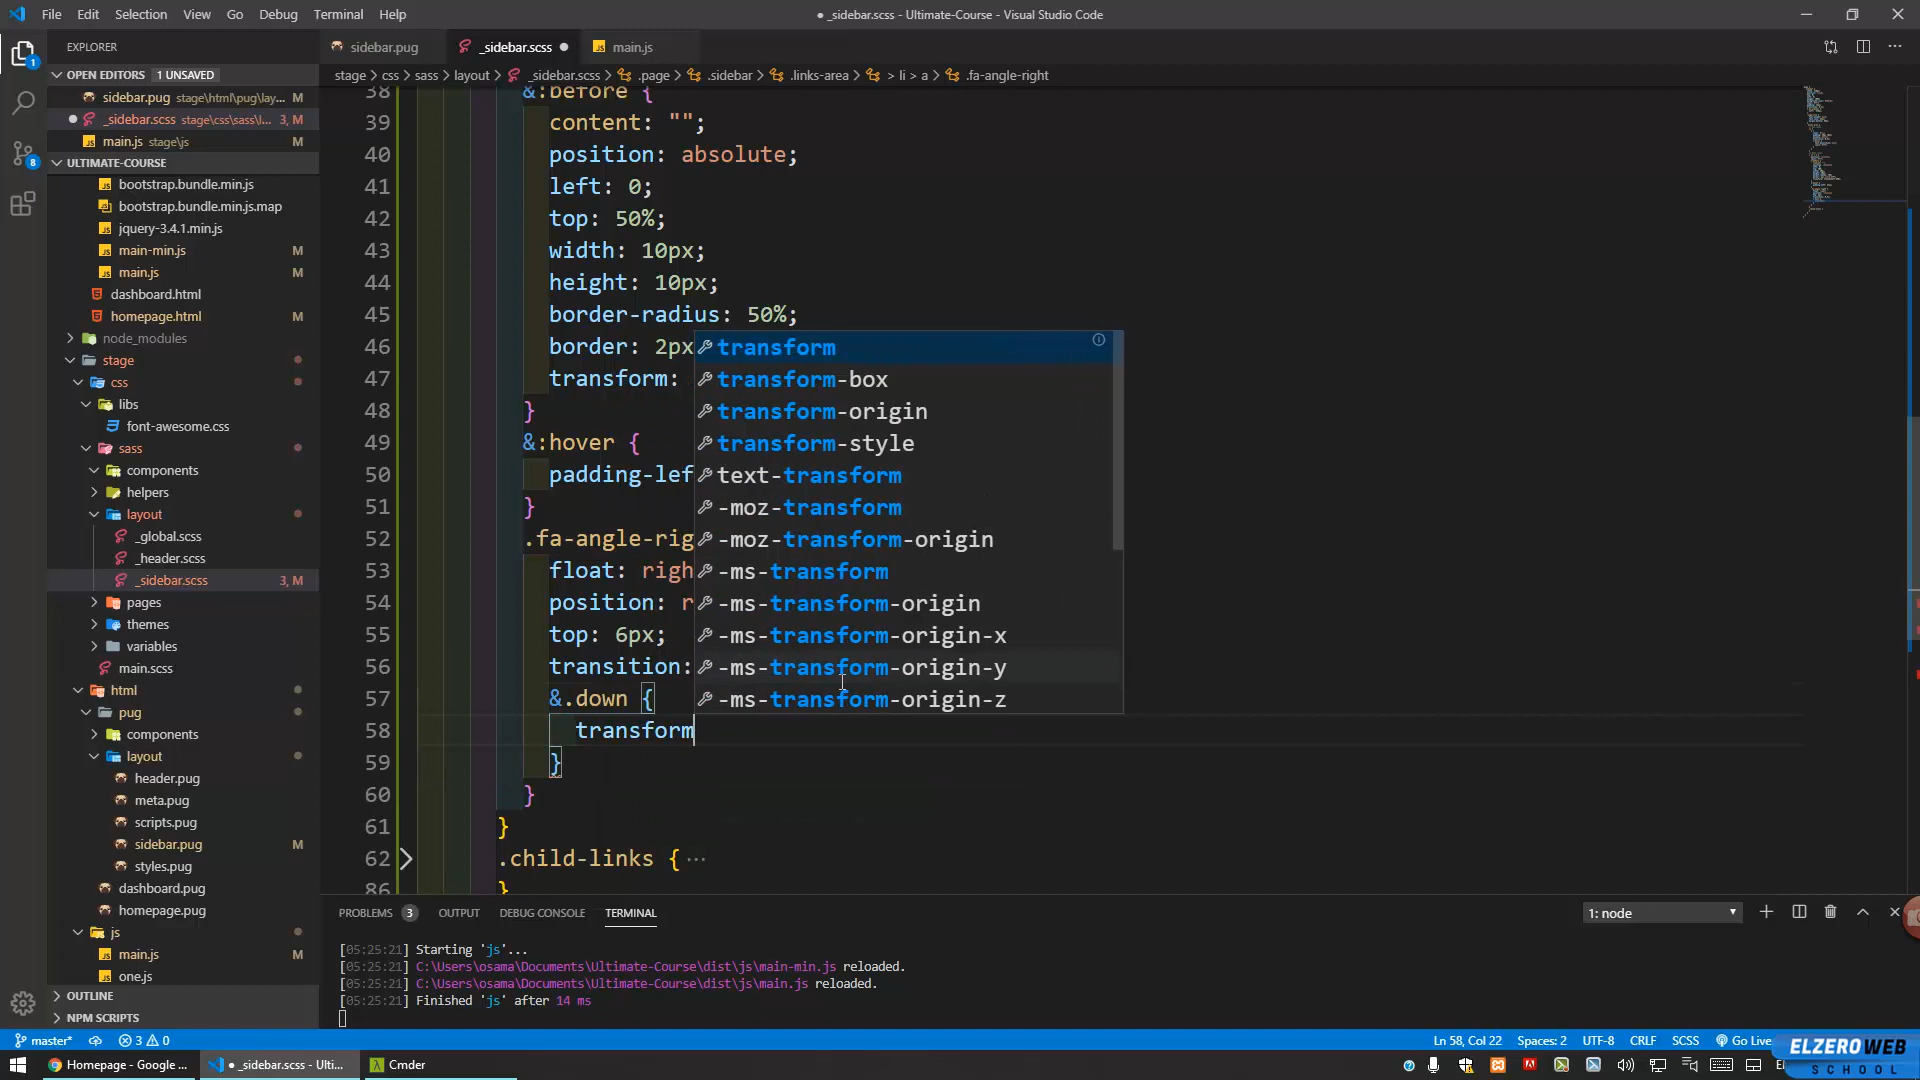 File Edit Selection View Go Debug Terminal Help
● _sidebar.scss - Ultimate-Course - Visual Studio Code
EXPLORER
sidebar.pug
_sidebar.scss
main.js
OPEN EDITORS 1 UNSAVED
stage > css > sass > layout > _sidebar.scss > .page > .sidebar > .links-area > > li > a > .fa-angle-right
sidebar.pug stage\html\pug\lay... M
_sidebar.scss stage\css\sass\l... 3, M
main.js stage\js
ULTIMATE-COURSE
bootstrap.bundle.min.js
bootstrap.bundle.min.js.map
jquery-3.4.1.min.js
main-min.js M
main.js M
dashboard.html
homepage.html M
node_modules
stage
css
libs
font-awesome.css
sass
components
helpers
layout
_global.scss
_header.scss
_sidebar.scss 3, M
pages
themes
variables
main.scss
html
pug
components
layout
header.pug
meta.pug
scripts.pug
sidebar.pug M
styles.pug
dashboard.pug
homepage.pug
js
main.js M
one.js
OUTLINE
NPM SCRIPTS
38 &:before {
39 content: "";
40 position: absolute;
41 left: 0;
42 top: 50%;
43 width: 10px;
44 height: 10px;
45 border-radius: 50%;
46 border: 2px
47 transform:
48 }
49 &:hover {
50 padding-lef
51 }
52 .fa-angle-rig
53 float: righ
54 position: r
55 top: 6px;
56 transition:
57 &.down {
58 transform
59 }
60 }
61 }
62 .child-links { ...
86 }
transform
transform-box
transform-origin
transform-style
text-transform
-moz-transform
-moz-transform-origin
-ms-transform
-ms-transform-origin
-ms-transform-origin-x
-ms-transform-origin-y
-ms-transform-origin-z
PROBLEMS 3 OUTPUT DEBUG CONSOLE TERMINAL
1: node
[05:25:21] Starting 'js'...
[05:25:21] C:\Users\osama\Documents\Ultimate-Course\dist\js\main-min.js reloaded.
[05:25:21] C:\Users\osama\Documents\Ultimate-Course\dist\js\main.js reloaded.
[05:25:21] Finished 'js' after 14 ms
master* 3 0
Ln 58, Col 22 Spaces: 2 UTF-8 CRLF SCSS Go Live
ELZEROWEB
SCHOOL
Homepage - Google ...
● _sidebar.scss - Ulti...
Cmder
1
8